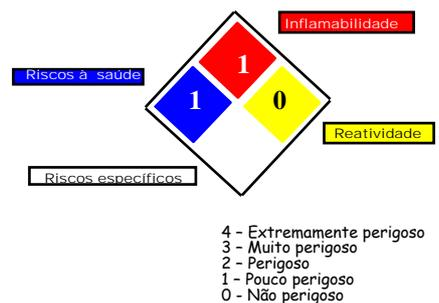 Inflamabilidade
Riscos à saúde
1
1
0
Reatividade
Riscos específicos
4 – Extremamente perigoso
3 – Muito perigoso
2 – Perigoso
1 – Pouco perigoso
0 - Não perigoso